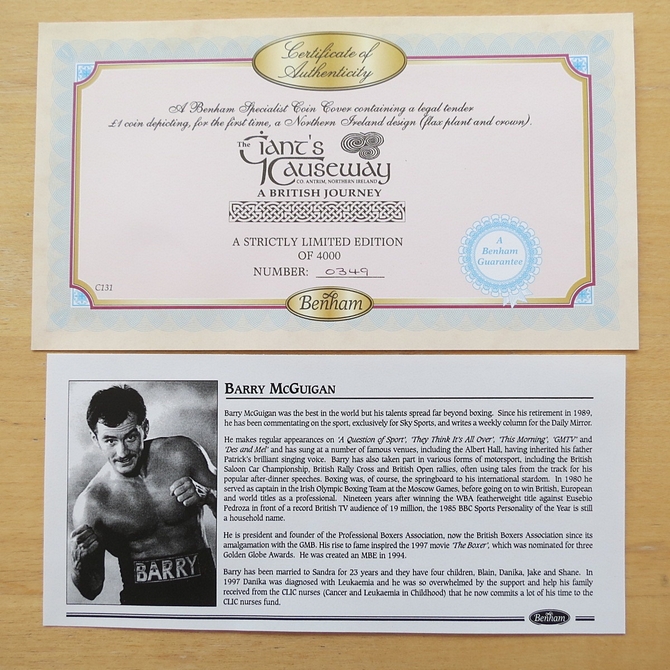 Certificate of
Authenticity
A Benham Specialist Coin Cover containing a legal tender
£1 coin depicting, for the first time, a Northern Ireland design (flax plant and crown).
The Giant's
Causeway
CO. ANTRIM, NORTHERN IRELAND
A BRITISH JOURNEY
A STRICTLY LIMITED EDITION
OF 4000
NUMBER: 0349
A
Benham
Guarantee
C131
Benham
BARRY MCGUIGAN
Barry McGuigan was the best in the world but his talents spread far beyond boxing. Since his retirement in 1989,
he has been commentating on the sport, exclusively for Sky Sports, and writes a weekly column for the Daily Mirror.
He makes regular appearances on 'A Question of Sport', 'They Think It's All Over', 'This Morning', 'GMTV' and
'Des and Mel' and has sung at a number of famous venues, including the Albert Hall, having inherited his father
Patrick's brilliant singing voice. Barry has also taken part in various forms of motorsport, including the British
Saloon Car Championship, British Rally Cross and British Open rallies, often using tales from the track for his
popular after-dinner speeches. Boxing was, of course, the springboard to his international stardom. In 1980 he
served as captain in the Irish Olympic Boxing Team at the Moscow Games, before going on to win British, European
and world titles as a professional. Nineteen years after winning the WBA featherweight title against Eusebio
Pedroza in front of a record British TV audience of 19 million, the 1985 BBC Sports Personality of the Year is still
a household name.
He is president and founder of the Professional Boxers Association, now the British Boxers Association since its
amalgamation with the GMB. His rise to fame inspired the 1997 movie 'The Boxer', which was nominated for three
Golden Globe Awards. He was created an MBE in 1994.
Barry has been married to Sandra for 23 years and they have four children, Blain, Danika, Jake and Shane. In
1997 Danika was diagnosed with Leukaemia and he was so overwhelmed by the support and help his family
received from the CLIC nurses (Cancer and Leukaemia in Childhood) that he now commits a lot of his time to the
CLIC nurses fund.
BARRY
Benham